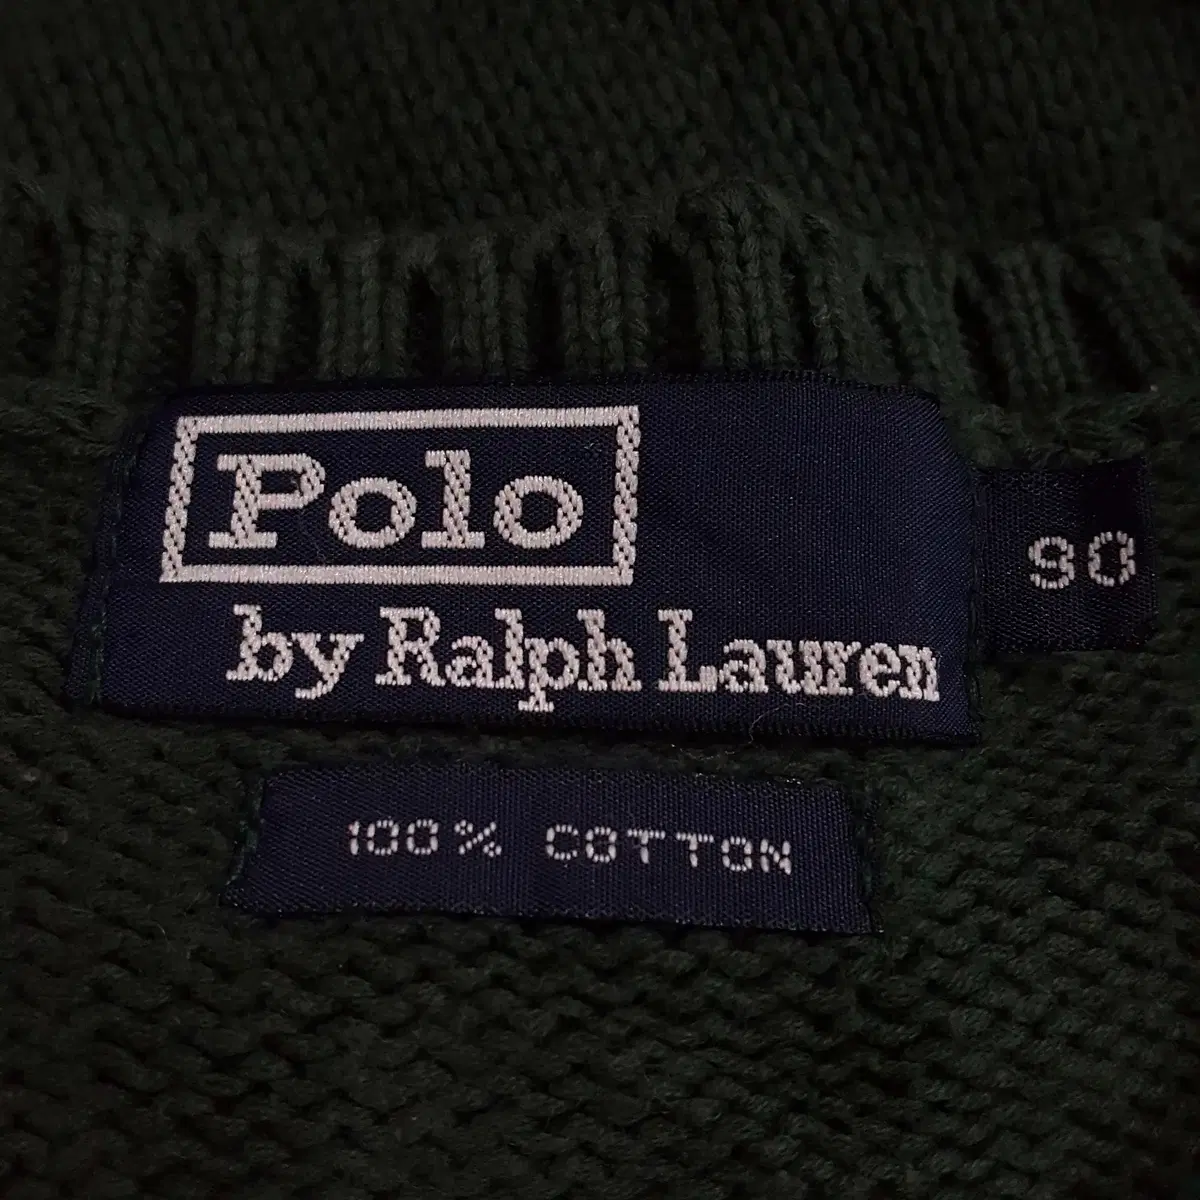 Polo
by Ralph Lauren
90
100% COTTON